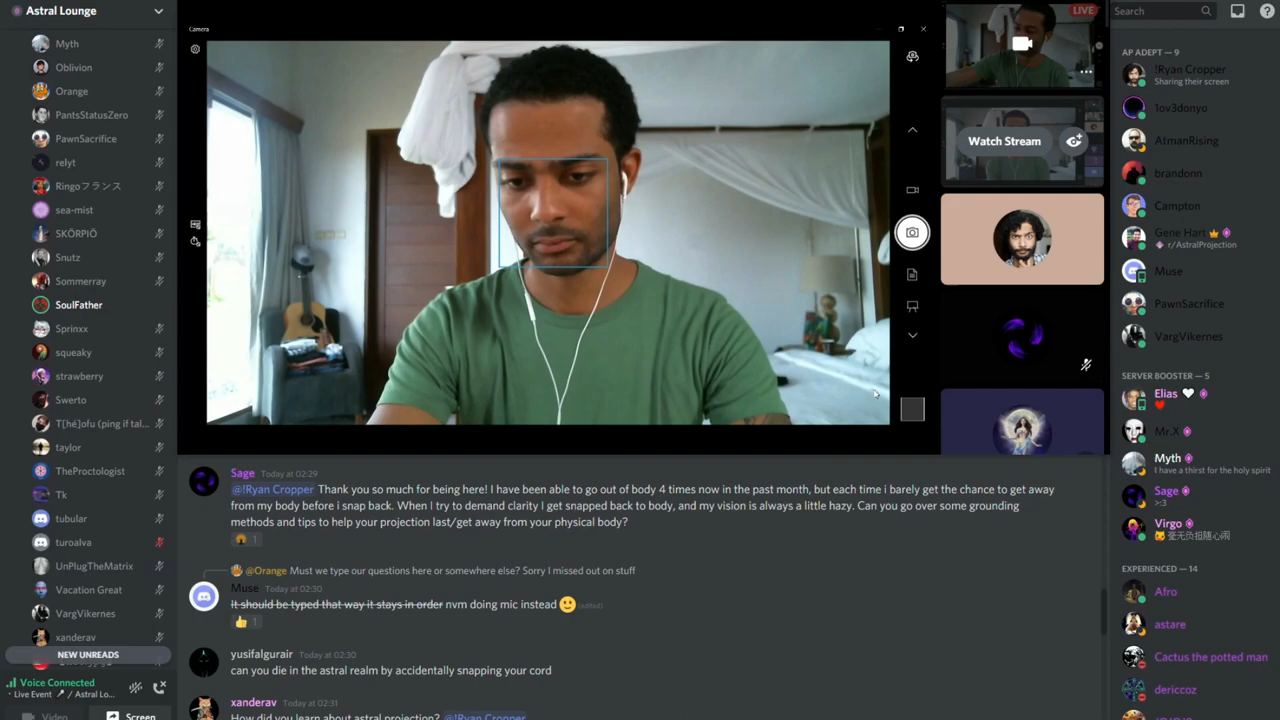 Astral Lounge
Myth
Oblivion
Orange
PantsStatusZero
PawnSacrifice
relyt
Ringoフランス
sea-mist
SKÓRPIÓ
Snutz
Sommerray
SoulFather
Sprinxx
squeaky
strawberry
Swerto
T[hé]ofu (ping if tal...
taylor
TheProctologist
Tk
tubular
turoalva
UnPlugTheMatrix
Vacation Great
VargVikernes
xanderav
NEW UNREADS
Voice Connected
Live Event / Astral Lo...
Video
Screen
Camera
LIVE
Watch Stream
Sage Today at 02:29
@!Ryan Cropper Thank you so much for being here! I have been able to go out of body 4 times now in the past month, but each time i barely get the chance to get away
from my body before i snap back. When I try to demand clarity I get snapped back to body, and my vision is always a little hazy. Can you go over some grounding
methods and tips to help your projection last/get away from your physical body?
1
@Orange Must we type our questions here or somewhere else? Sorry I missed out on stuff
Muse Today at 02:30
It should be typed that way it stays in order nvm doing mic instead (edited)
1
yusifalgurair Today at 02:30
can you die in the astral realm by accidentally snapping your cord
xanderav Today at 02:31
How did you learn about astral projection? @!Ryan Cropper
Search
AP ADEPT — 9
!Ryan Cropper
Sharing their screen
1ov3donyo
AtmanRising
brandonn
Campton
Gene Hart
r/AstralProjection
Muse
PawnSacrifice
VargVikernes
SERVER BOOSTER — 5
Elias
Mr.X
Myth
I have a thirst for the holy spirit
Sage
>:3
Virgo
EXPERIENCED — 14
Afro
astare
Cactus the potted man
dericcoz